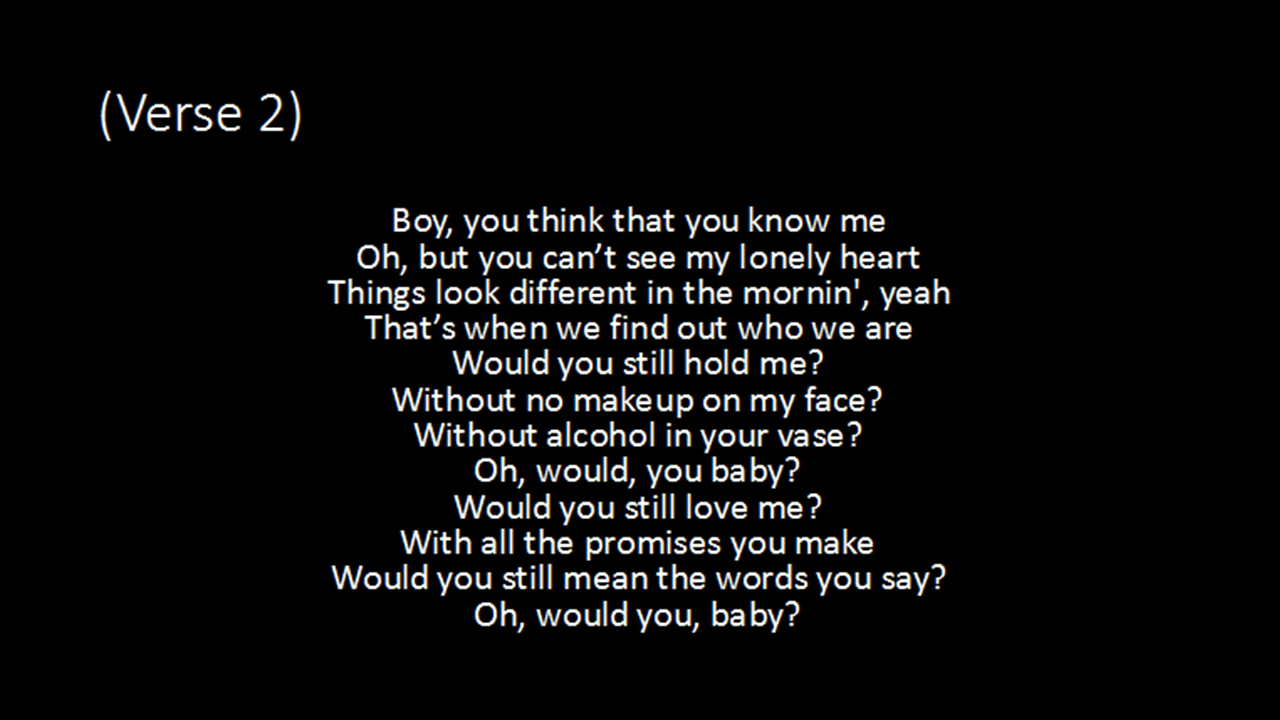 (Verse 2)
Boy, you think that you know me
Oh, but you can’t see my lonely heart
Things look different in the mornin', yeah
That’s when we find out who we are
Would you still hold me?
Without no makeup on my face?
Without alcohol in your vase?
Oh, would, you baby?
Would you still love me?
With all the promises you make
Would you still mean the words you say?
Oh, would you, baby?